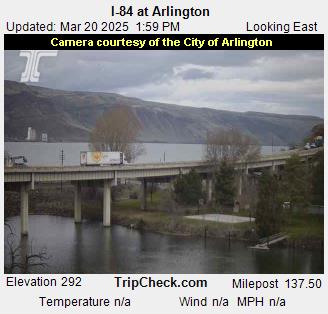 I-84 at Arlington
Updated: Mar 20 2025 1:59 PM Looking East
Camera courtesy of the City of Arlington
Elevation 292 TripCheck.com Milepost 137.50
Temperature n/a Wind n/a MPH n/a